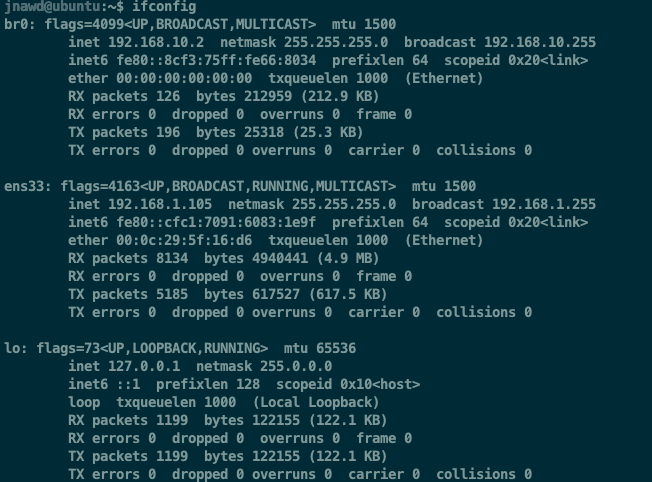 jnawd@ubuntu:~$ ifconfig
br0: flags=4099<UP,BROADCAST,MULTICAST>  mtu 1500
        inet 192.168.10.2  netmask 255.255.255.0  broadcast 192.168.10.255
        inet6 fe80::8cf3:75ff:fe66:8034  prefixlen 64  scopeid 0x20<link>
        ether 00:00:00:00:00:00  txqueuelen 1000  (Ethernet)
        RX packets 126  bytes 212959 (212.9 KB)
        RX errors 0  dropped 0  overruns 0  frame 0
        TX packets 196  bytes 25318 (25.3 KB)
        TX errors 0  dropped 0 overruns 0  carrier 0  collisions 0

ens33: flags=4163<UP,BROADCAST,RUNNING,MULTICAST>  mtu 1500
        inet 192.168.1.105  netmask 255.255.255.0  broadcast 192.168.1.255
        inet6 fe80::cfc1:7091:6083:1e9f  prefixlen 64  scopeid 0x20<link>
        ether 00:0c:29:5f:16:d6  txqueuelen 1000  (Ethernet)
        RX packets 8134  bytes 4940441 (4.9 MB)
        RX errors 0  dropped 0  overruns 0  frame 0
        TX packets 5185  bytes 617527 (617.5 KB)
        TX errors 0  dropped 0 overruns 0  carrier 0  collisions 0

lo: flags=73<UP,LOOPBACK,RUNNING>  mtu 65536
        inet 127.0.0.1  netmask 255.0.0.0
        inet6 ::1  prefixlen 128  scopeid 0x10<host>
        loop  txqueuelen 1000  (Local Loopback)
        RX packets 1199  bytes 122155 (122.1 KB)
        RX errors 0  dropped 0  overruns 0  frame 0
        TX packets 1199  bytes 122155 (122.1 KB)
        TX errors 0  dropped 0 overruns 0  carrier 0  collisions 0